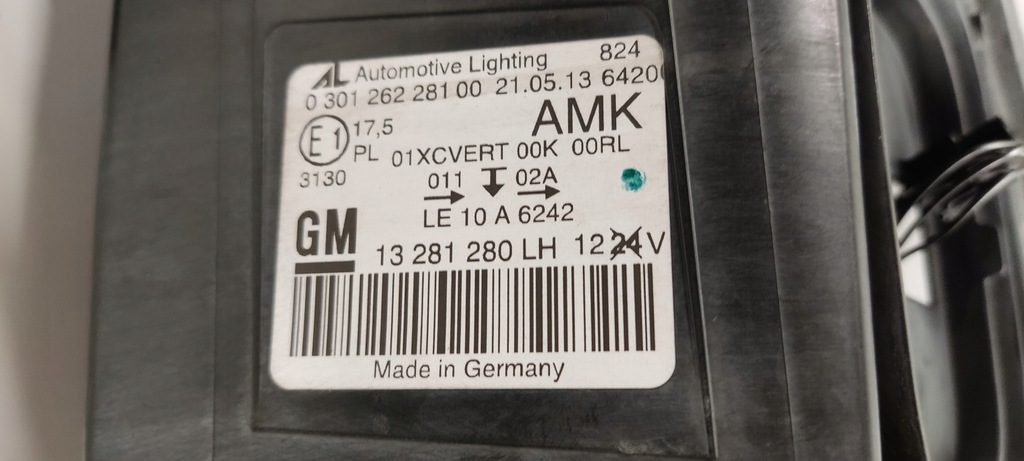 AL Automotive Lighting 824
0 301 262 281 00 21.05.13 6420
E1 17,5 AMK
PL 01XCVERT 00K 00RL
3130 011 02A
LE 10 A 6242
GM 13 281 280 LH 12 24 V
Made in Germany